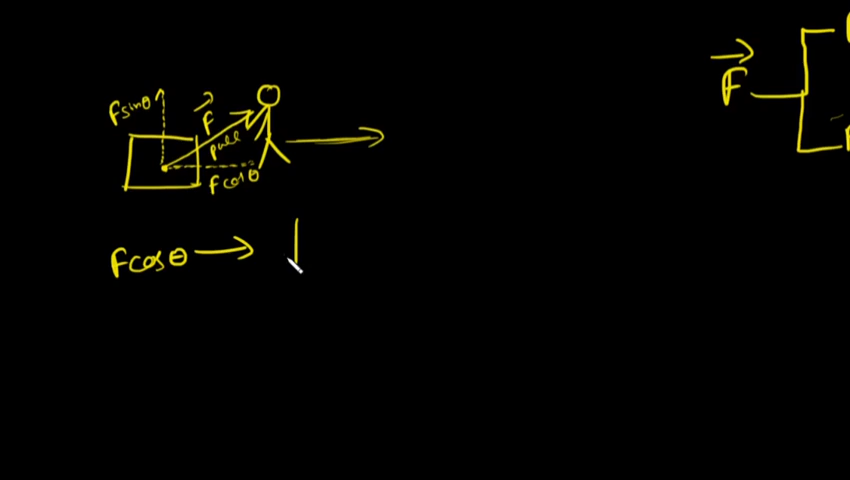 Fsinθ
F
pull
Fcosθ
Fcosθ →
F